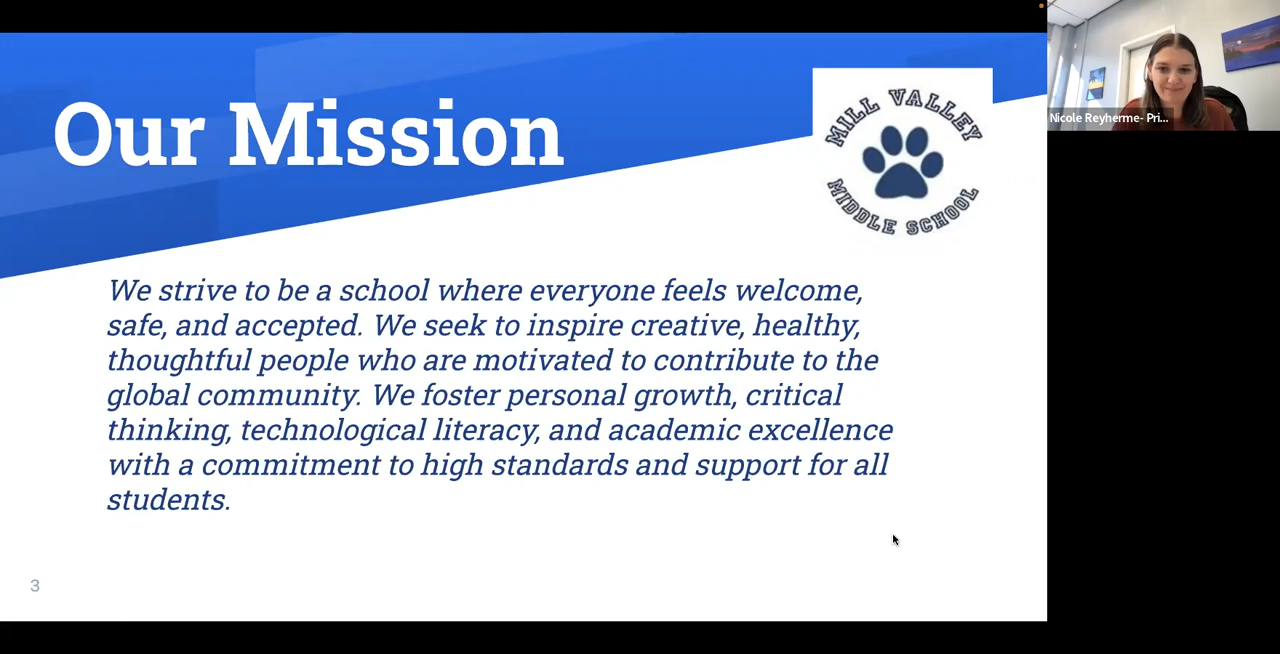 Our Mission
MILL VALLEY
MIDDLE SCHOOL
Nicole Reyherme- Pri...
We strive to be a school where everyone feels welcome,
safe, and accepted. We seek to inspire creative, healthy,
thoughtful people who are motivated to contribute to the
global community. We foster personal growth, critical
thinking, technological literacy, and academic excellence
with a commitment to high standards and support for all
students.
3